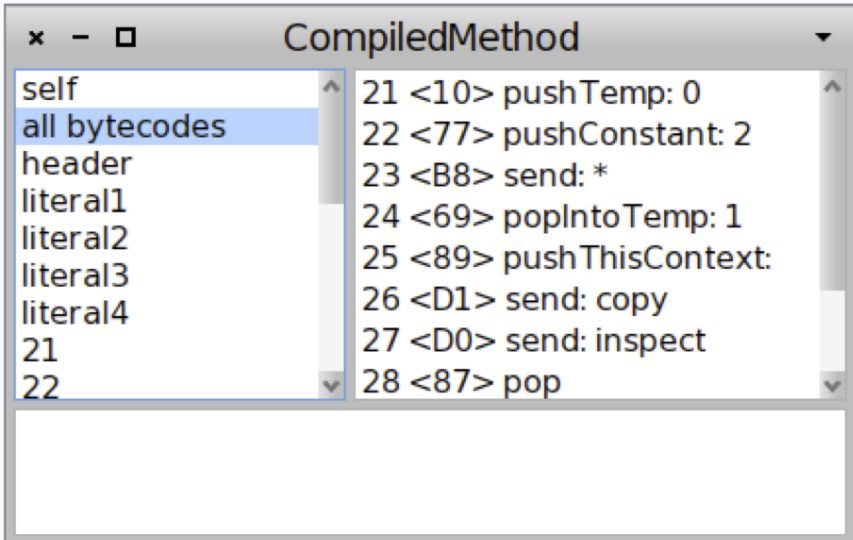 CompiledMethod
self
all bytecodes
header
literal1
literal2
literal3
literal4
21
22
21 <10> pushTemp: 0
22 <77> pushConstant: 2
23 <B8> send: *
24 <69> popIntoTemp: 1
25 <89> pushThisContext:
26 <D1> send: copy
27 <D0> send: inspect
28 <87> pop